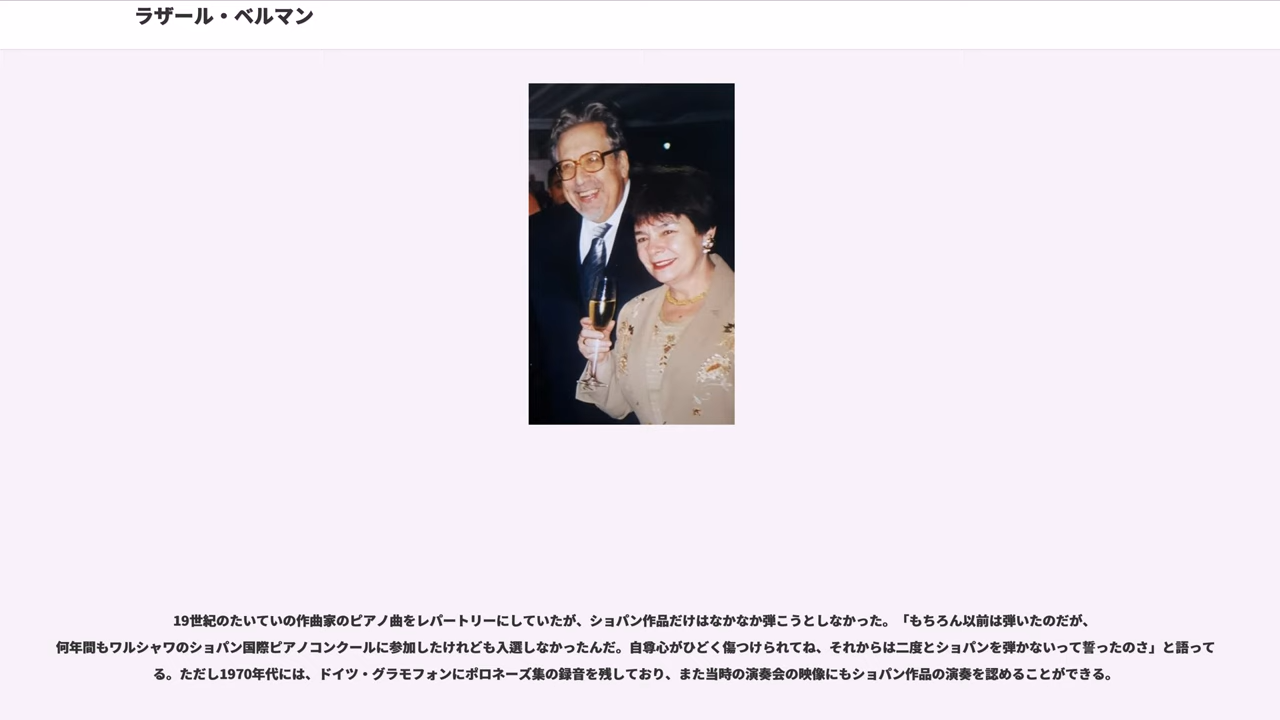 ラザール・ベルマン
19世紀のたいていの作曲家のピアノ曲をレパートリーにしていたが、ショパン作品だけはなかなか弾こうとしなかった。「もちろん以前は弾いたのだが、
何年間もワルシャワのショパン国際ピアノコンクールに参加したけれども入選しなかったんだ。自尊心がひどく傷つけられてね、それからは二度とショパンを弾かないって誓ったのさ」と語って
る。ただし1970年代には、ドイツ・グラモフォンにポロネーズ集の録音を残しており、また当時の演奏会の映像にもショパン作品の演奏を認めることができる。